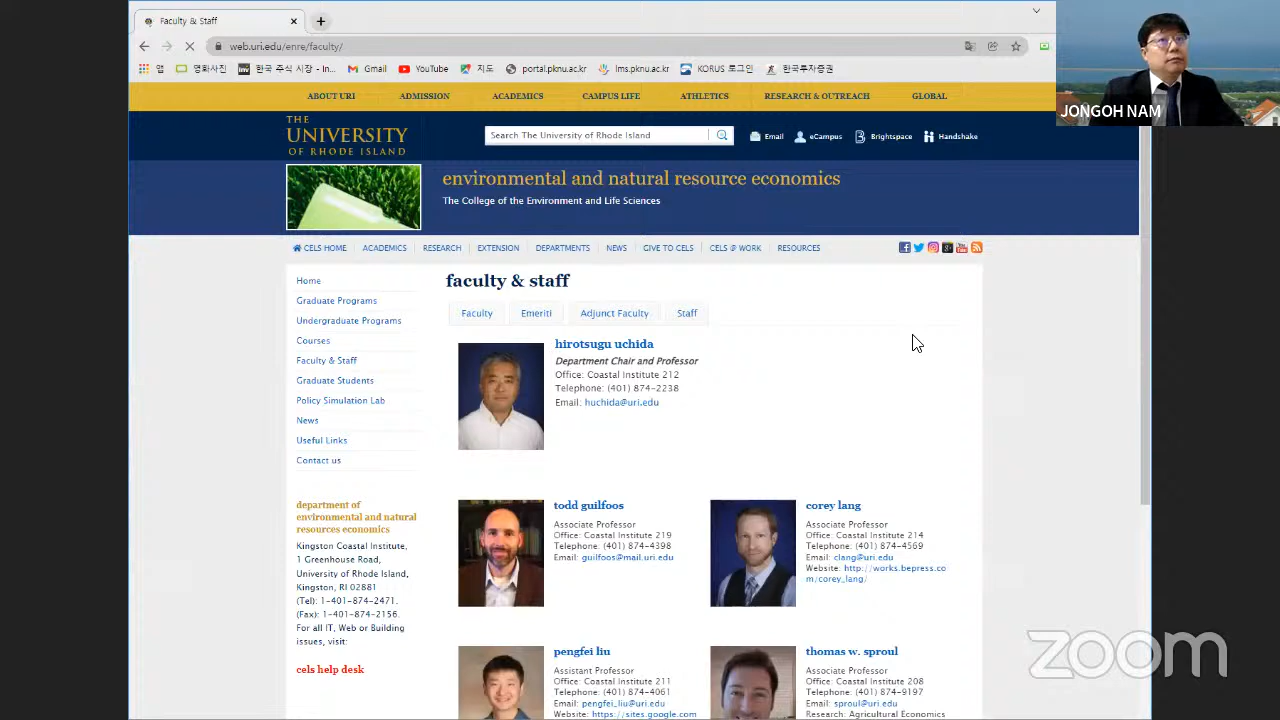 Faculty & Staff
web.uri.edu/enre/faculty/
앱 영화사진 한국 주식 시장 - In... Gmail YouTube 지도 portal.pknu.ac.kr lms.pknu.ac.kr KORUS 로그인 한국투자증권
JONGOH NAM
ABOUT URI ADMISSION ACADEMICS CAMPUS LIFE ATHLETICS RESEARCH & OUTREACH GLOBAL
THE
UNIVERSITY
OF RHODE ISLAND
Search The University of Rhode Island
Email eCampus Brightspace Handshake
environmental and natural resource economics
The College of the Environment and Life Sciences
CELS HOME ACADEMICS RESEARCH EXTENSION DEPARTMENTS NEWS GIVE TO CELS CELS @ WORK RESOURCES
Home
Graduate Programs
Undergraduate Programs
Courses
Faculty & Staff
Graduate Students
Policy Simulation Lab
News
Useful Links
Contact us
department of
environmental and natural
resources economics
Kingston Coastal Institute,
1 Greenhouse Road,
University of Rhode Island,
Kingston, RI 02881
(Tel): 1-401-874-2471.
(Fax): 1-401-874-2156.
For all IT, Web or Building
issues, visit:
cels help desk
faculty & staff
Faculty Emeriti Adjunct Faculty Staff
hirotsugu uchida
Department Chair and Professor
Office: Coastal Institute 212
Telephone: (401) 874-2238
Email: huchida@uri.edu
todd guilfoos
Associate Professor
Office: Coastal Institute 219
Telephone: (401) 874-4398
Email: guilfoos@mail.uri.edu
corey lang
Associate Professor
Office: Coastal Institute 214
Telephone: (401) 874-4569
Email: clang@uri.edu
Website: http://works.bepress.co
m/corey_lang/
pengfei liu
Assistant Professor
Office: Coastal Institute 211
Telephone: (401) 874-4061
Email: pengfei_liu@uri.edu
Website: https://sites.google.com
thomas w. sproul
Associate Professor
Office: Coastal Institute 208
Telephone: (401) 874-9197
Email: sproul@uri.edu
Research: Agricultural Economics
zoom